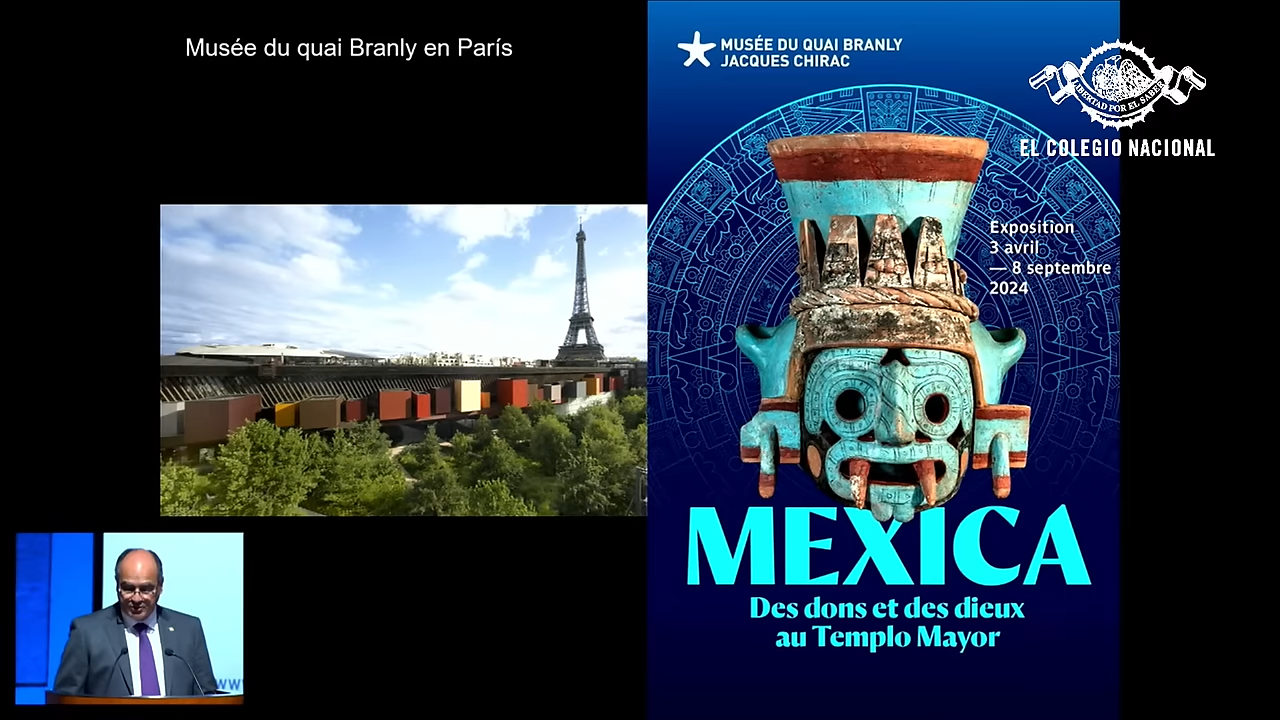 Musée du quai Branly en París
MUSÉE DU QUAI BRANLY
JACQUES CHIRAC
LIBERTAD POR EL SABER
EL COLEGIO NACIONAL
Exposition
3 avril
— 8 septembre
2024
MEXICA
Des dons et des dieux
au Templo Mayor
www